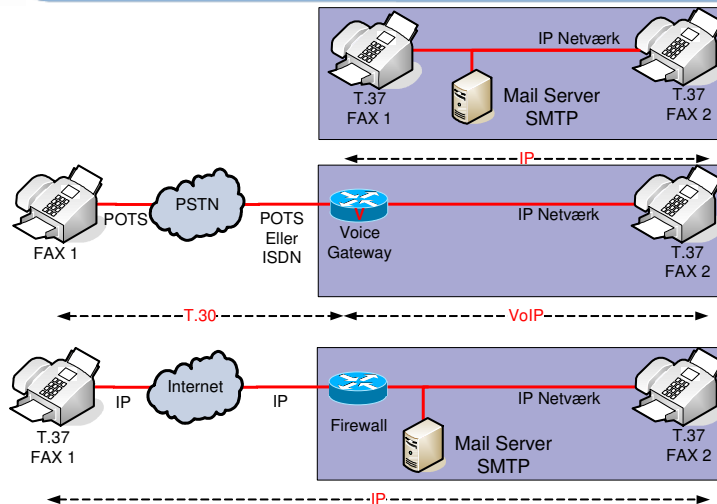 IP Netværk
T.37
FAX 1
Mail Server
SMTP
T.37
FAX 2
IP
POTS
PSTN
POTS
Eller
ISDN
V
IP Netværk
FAX 1
Voice
Gateway
T.37
FAX 2
T.30
VoIP
IP
Internet
IP
IP Netværk
T.37
FAX 1
Firewall
Mail Server
SMTP
T.37
FAX 2
IP